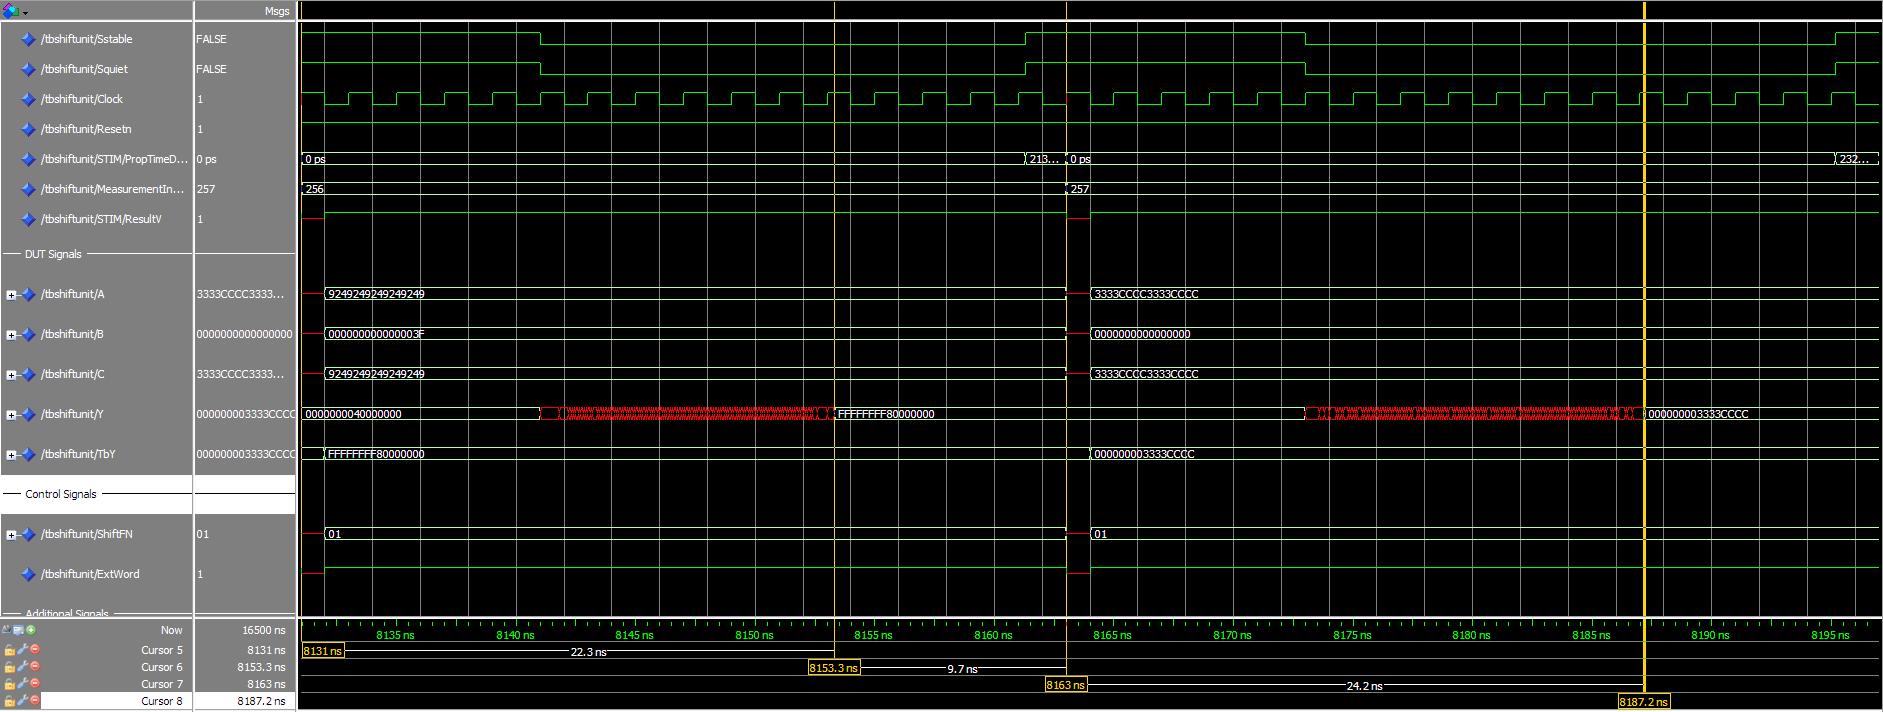 Msgs
/tbshiftunit/Sstable FALSE
/tbshiftunit/Squiet FALSE
/tbshiftunit/Clock 1
/tbshiftunit/Resetn 1
/tbshiftunit/STIM/PropTimeD... 0 ps 0 ps 213... 0 ps 232...
/tbshiftunit/MeasurementIn... 257 256 257
/tbshiftunit/STIM/ResultV 1
DUT Signals
/tbshiftunit/A 3333CCCC3333... 9249249249249249 3333CCCC3333CCCC
/tbshiftunit/B 0000000000000000 000000000000003F 0000000000000000
/tbshiftunit/C 3333CCCC3333... 9249249249249249 3333CCCC3333CCCC
/tbshiftunit/Y 000000003333CCCC 0000000040000000 FFFFFFFF80000000 000000003333CCCC
/tbshiftunit/TbY 000000003333CCCC FFFFFFFF80000000 000000003333CCCC
Control Signals
/tbshiftunit/ShiftFN 01 01 01
/tbshiftunit/ExtWord 1
Additional Signals
Now 16500 ns 8135 ns 8140 ns 8145 ns 8150 ns 8155 ns 8160 ns 8165 ns 8170 ns 8175 ns 8180 ns 8185 ns 8190 ns 8195 ns
Cursor 5 8131 ns 8131 ns 22.3 ns
Cursor 6 8153.3 ns 8153.3 ns 9.7 ns
Cursor 7 8163 ns 8163 ns 24.2 ns
Cursor 8 8187.2 ns 8187.2 ns